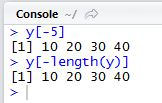 Console ~/
> y[-5]
[1] 10 20 30 40
> y[-length(y)]
[1] 10 20 30 40
>